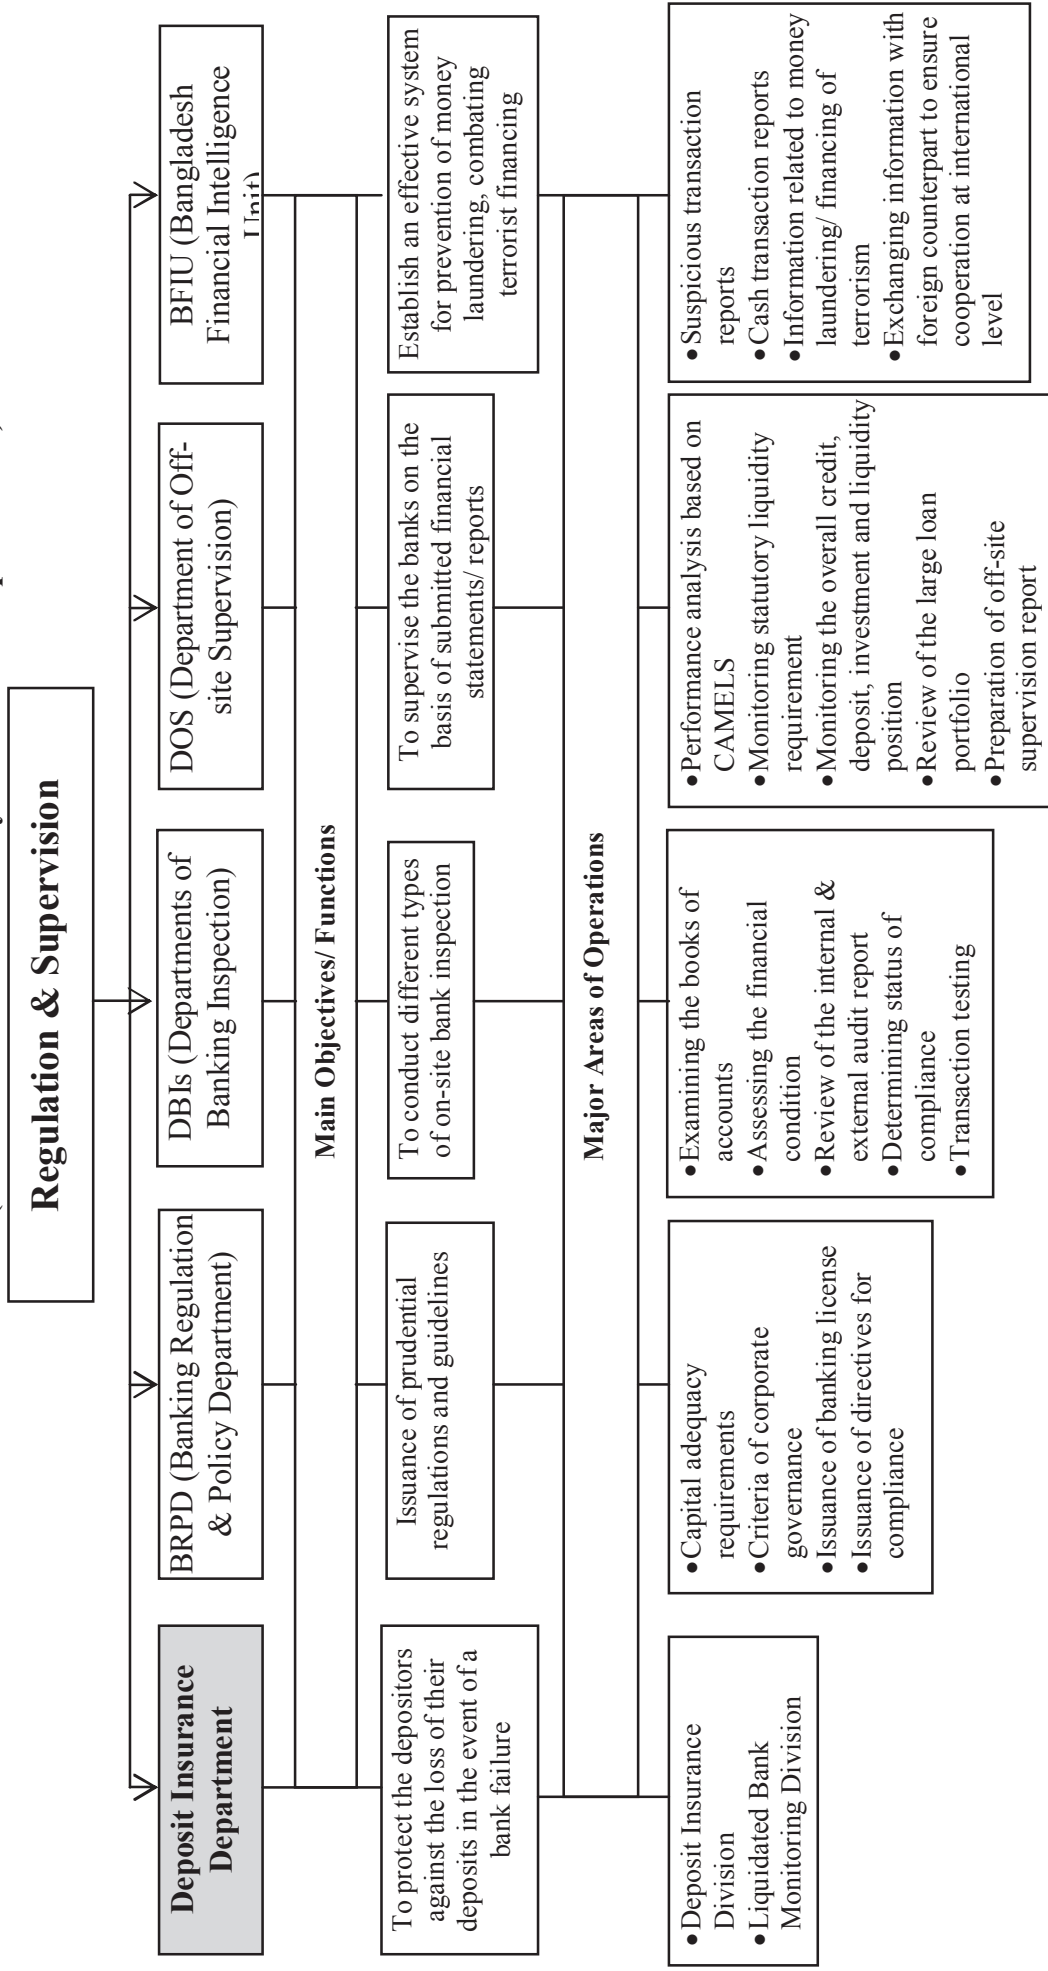 Regulation & Supervision
Deposit Insurance
Department
BRPD (Banking Regulation
& Policy Department)
DBIs (Departments of
Banking Inspection)
DOS (Department of Off-
site Supervision)
BFIU (Bangladesh
Financial Intelligence
Unit)
Main Objectives/ Functions
To protect the depositors
against the loss of their
deposits in the event of a
bank failure
Issuance of prudential
regulations and guidelines
To conduct different types
of on-site bank inspection
To supervise the banks on the
basis of submitted financial
statements/ reports
Establish an effective system
for prevention of money
laundering, combating
terrorist financing
Major Areas of Operations
•Deposit Insurance
Division
•Liquidated Bank
Monitoring Division
•Capital adequacy
requirements
•Criteria of corporate
governance
•Issuance of banking license
•Issuance of directives for
compliance
•Examining the books of
accounts
•Assessing the financial
condition
•Review of the internal &
external audit report
•Determining status of
compliance
•Transaction testing
•Performance analysis based on
CAMELS
•Monitoring statutory liquidity
requirement
•Monitoring the overall credit,
deposit, investment and liquidity
position
•Review of the large loan
portfolio
•Preparation of off-site
supervision report
•Suspicious transaction
reports
•Cash transaction reports
•Information related to money
laundering/ financing of
terrorism
•Exchanging information with
foreign counterpart to ensure
cooperation at international
level